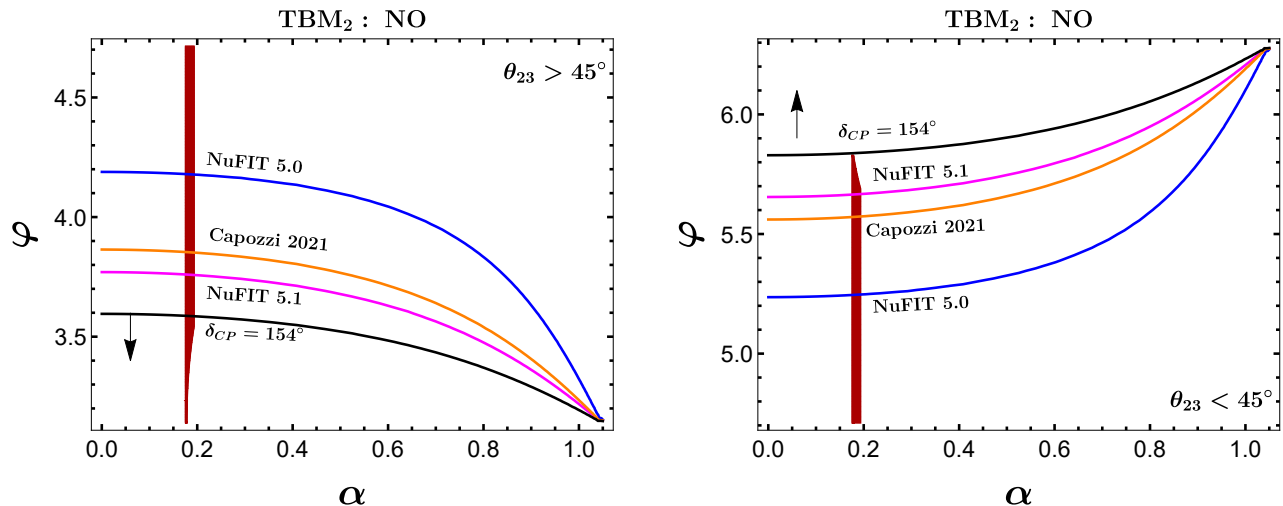 TBM₂ : NO
θ₂₃ > 45°
4.5
4.0
3.5
φ
NuFIT 5.0
Capozzi 2021
NuFIT 5.1
δ_CP = 154°
0.0 0.2 0.4 0.6 0.8 1.0
α
TBM₂ : NO
6.0
5.5
5.0
φ
δ_CP = 154°
NuFIT 5.1
Capozzi 2021
NuFIT 5.0
θ₂₃ < 45°
0.0 0.2 0.4 0.6 0.8 1.0
α